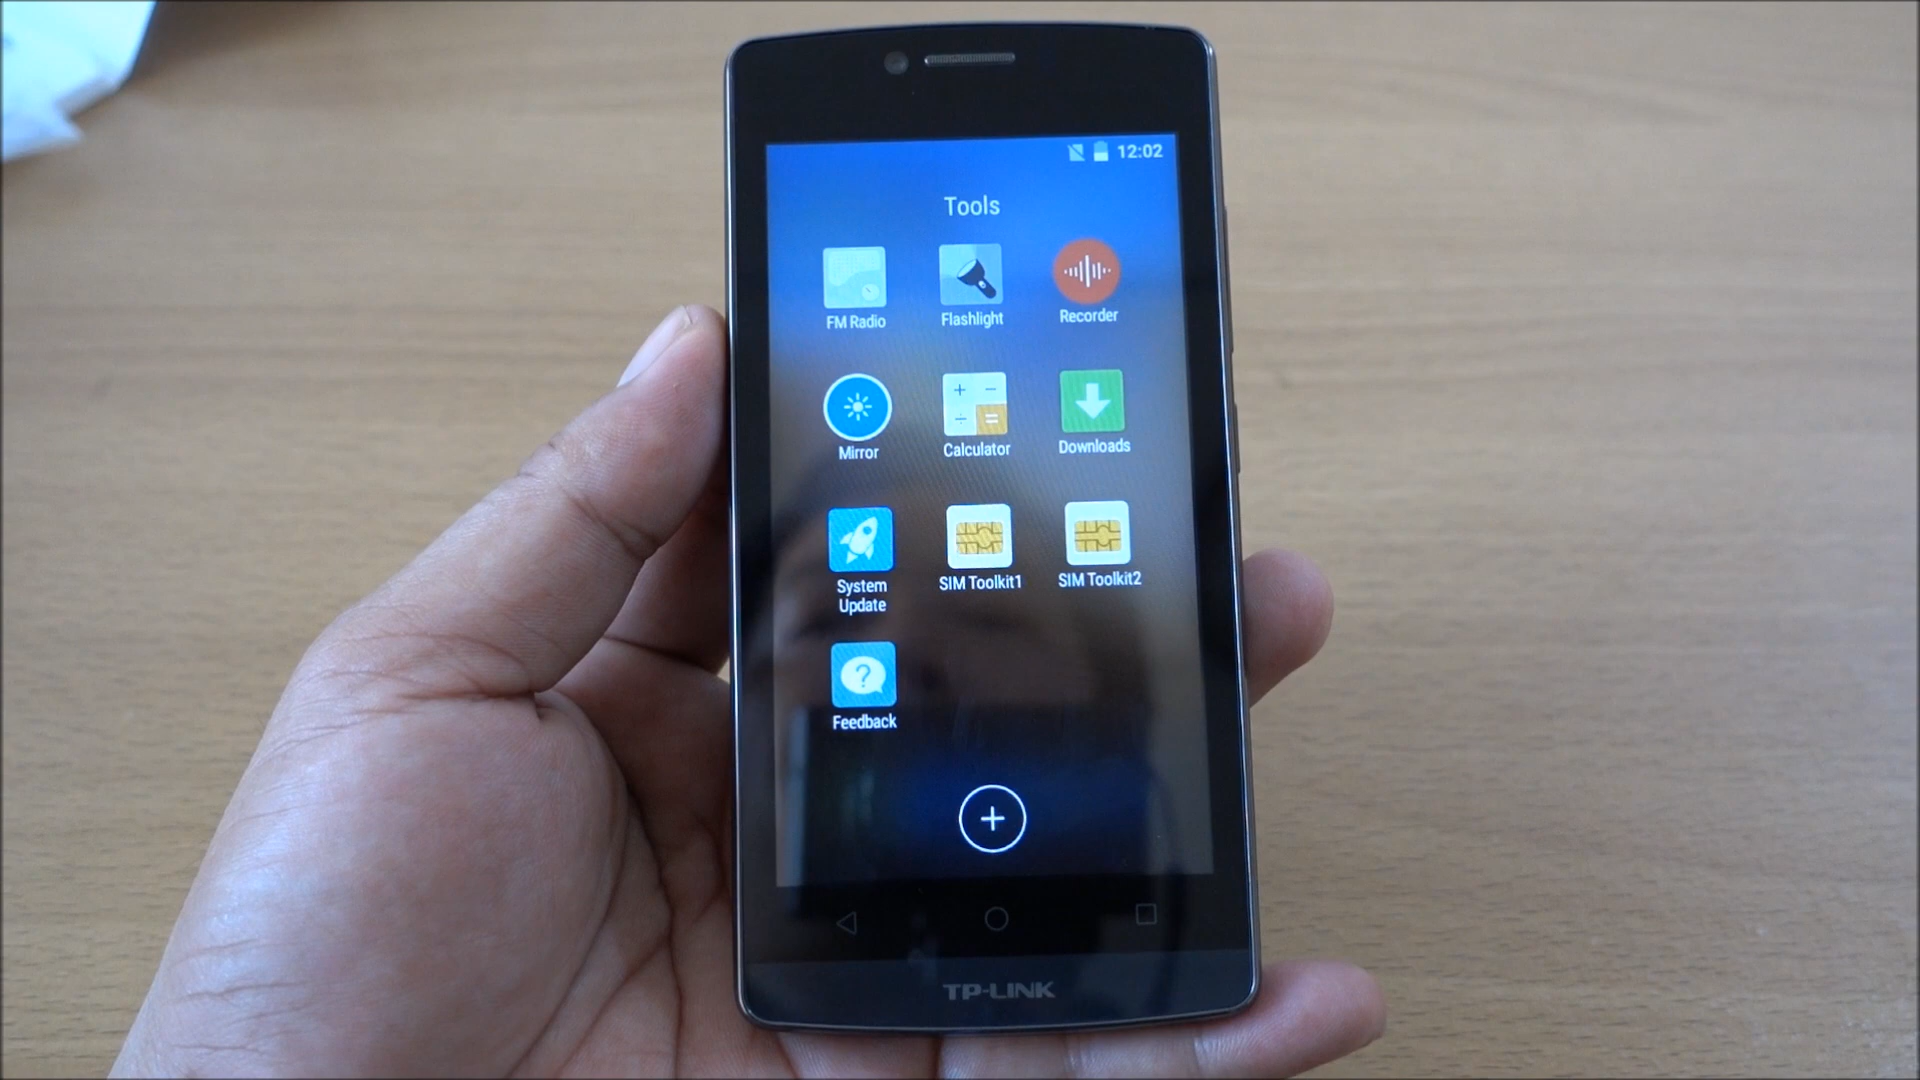 12:02
Tools
FM Radio
Flashlight
Recorder
Mirror
Calculator
Downloads
System
Update
SIM Toolkit1
SIM Toolkit2
Feedback
TP-LINK